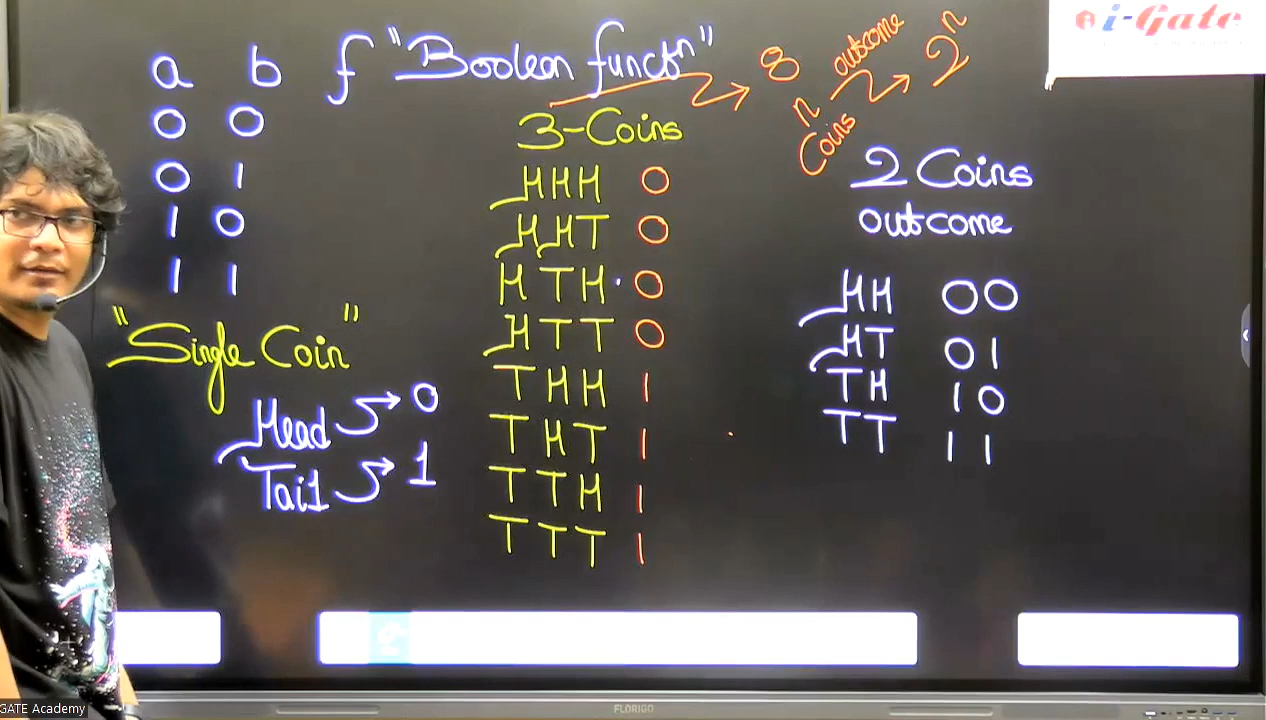 i-Gate
a b f "Boolean functⁿ"
0 0
0 1
1 0
1 1
"Single Coin"
Head → 0
Tail → 1
→ 8
3-Coins
HHH 0
HHT 0
HTH 0
HTT 0
THH 1
THT 1
TTH 1
TTT 1
n Coins → outcome 2ⁿ
2 Coins
outcome
HH 00
HT 01
TH 10
TT 11
GATE Academy
FLORIGO